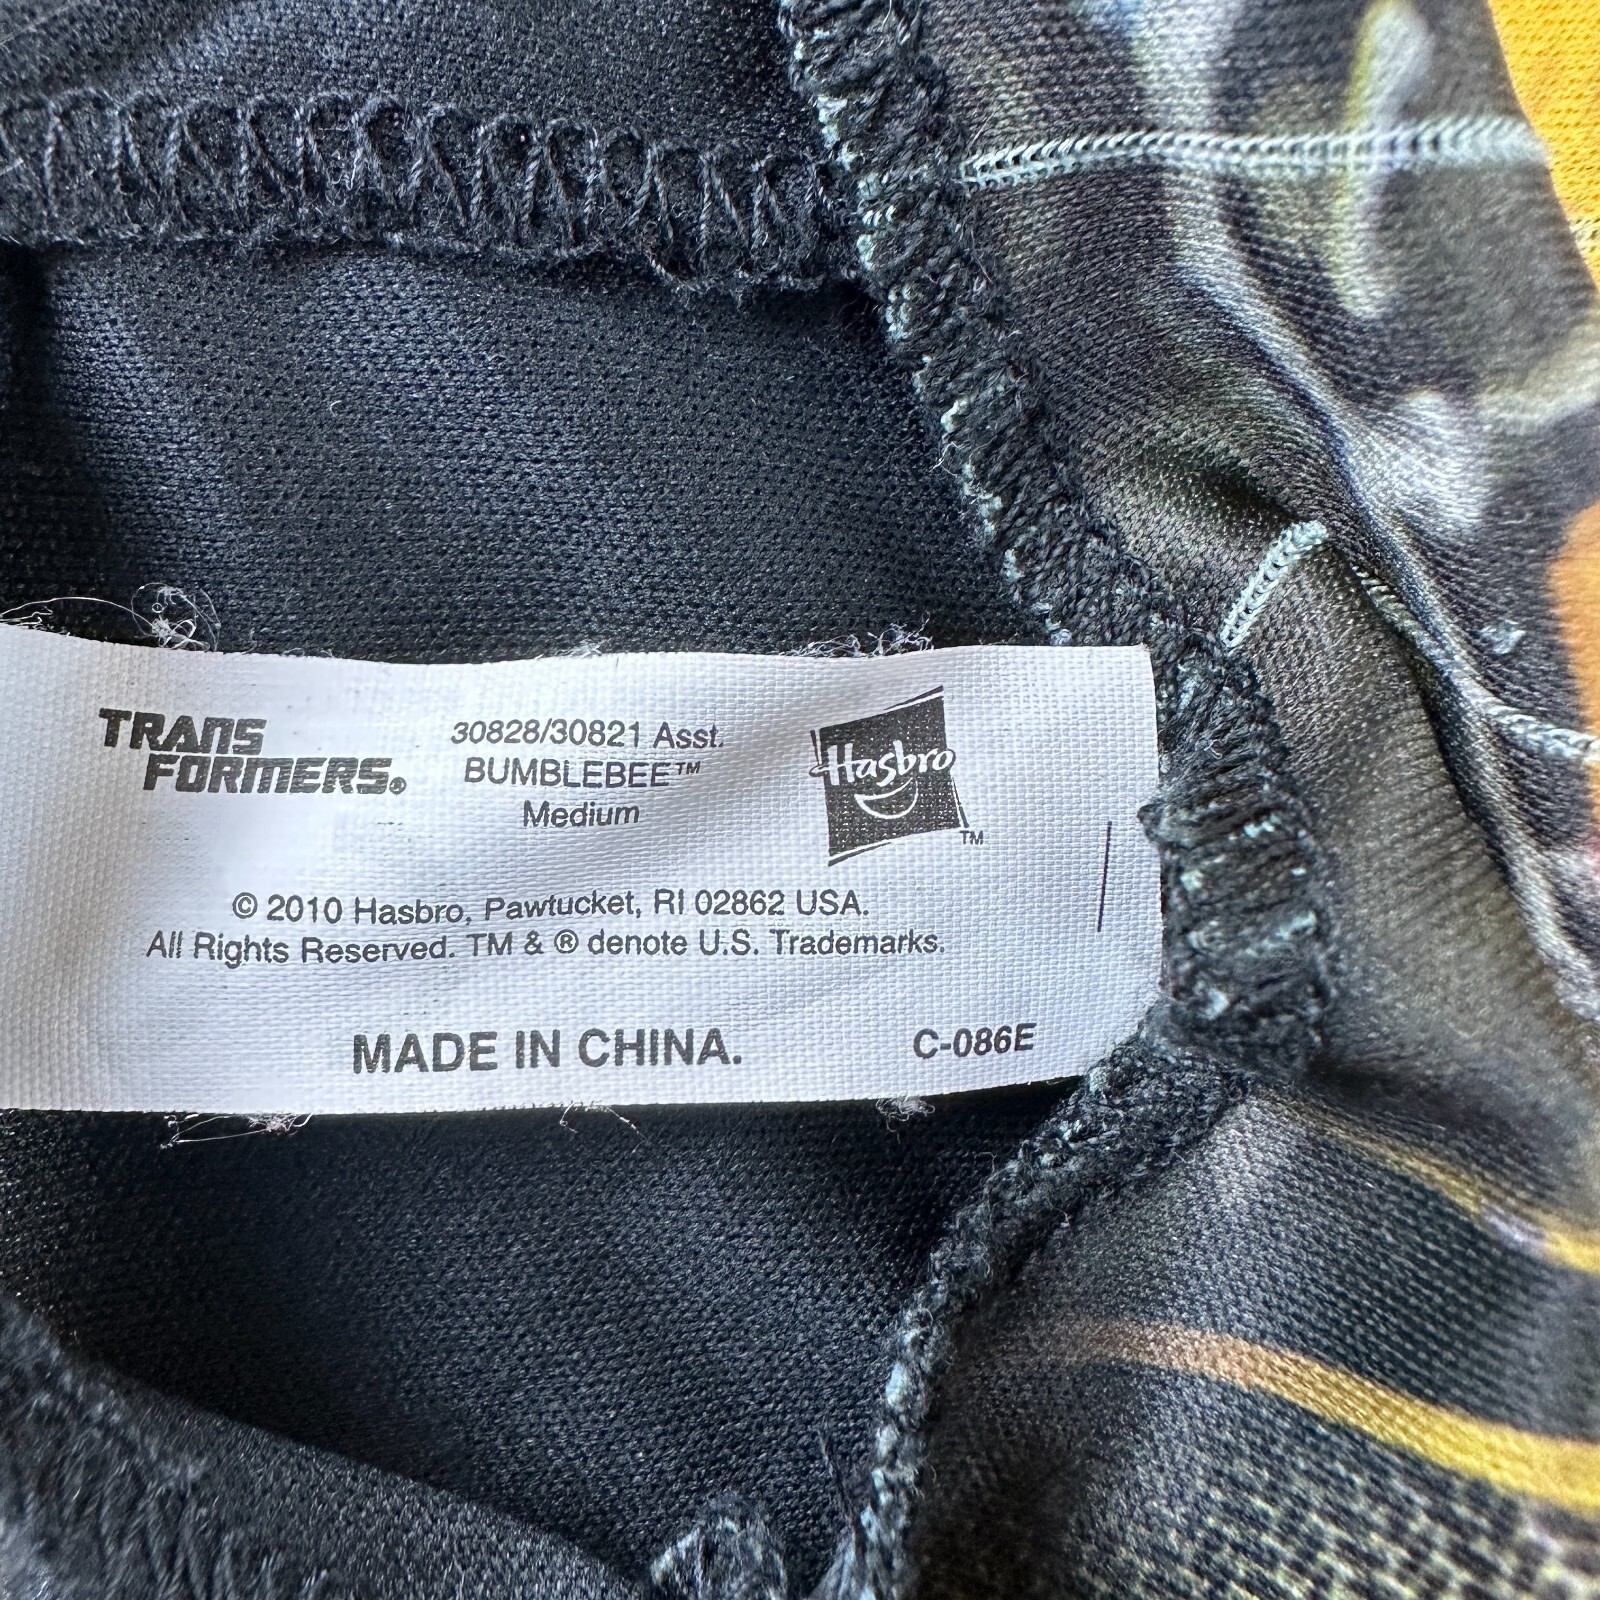 TRANS
FORMERS®
30828/30821 Asst.
BUMBLEBEE™
Medium
Hasbro
TM
© 2010 Hasbro, Pawtucket, RI 02862 USA.
All Rights Reserved. TM & ® denote U.S. Trademarks.
MADE IN CHINA.
C-086E